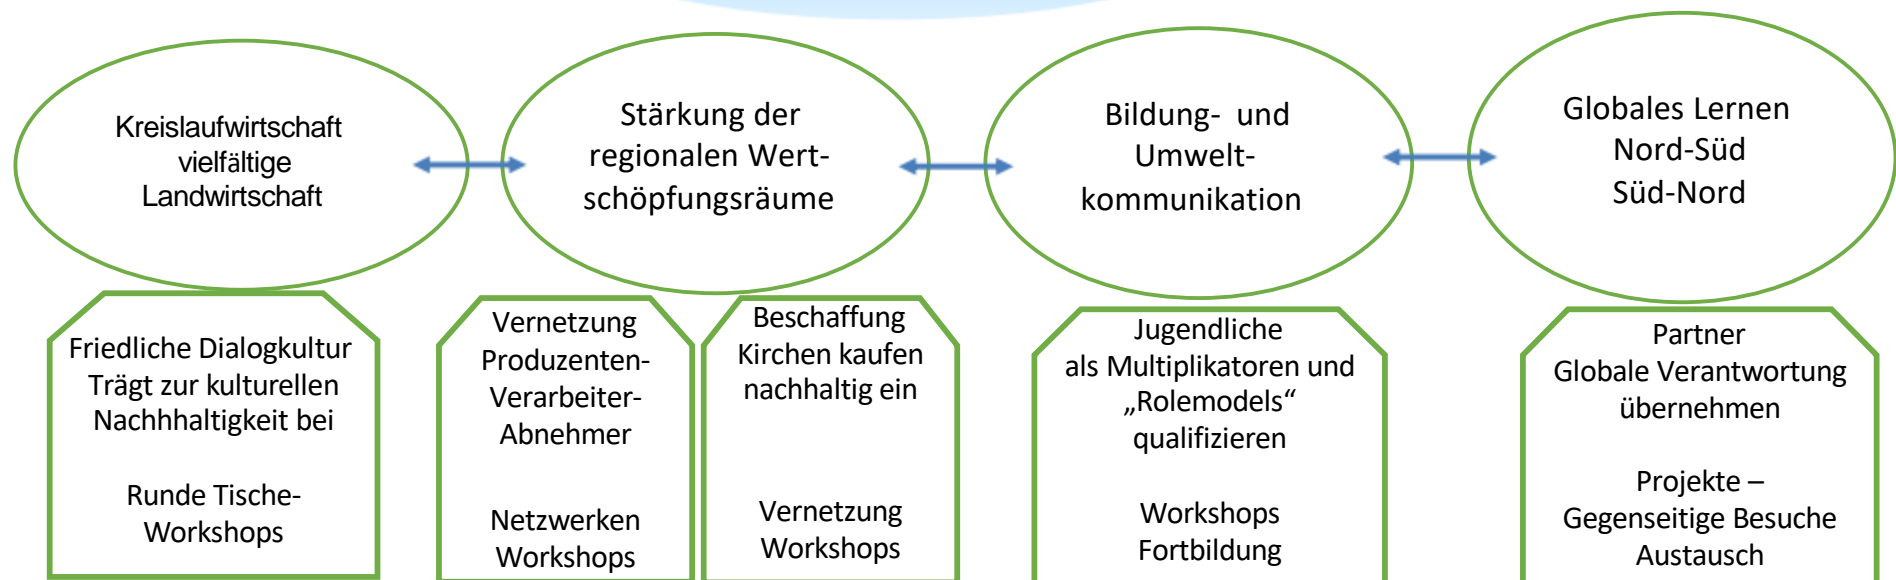 Kreislaufwirtschaft
vielfältige
Landwirtschaft
Stärkung der
regionalen Wert-
schöpfungsräume
Bildung- und
Umwelt-
kommunikation
Globales Lernen
Nord-Süd
Süd-Nord
Friedliche Dialogkultur
Trägt zur kulturellen
Nachhhaltigkeit bei
Runde Tische-
Workshops
Vernetzung
Produzenten-
Verarbeiter-
Abnehmer
Netzwerken
Workshops
Beschaffung
Kirchen kaufen
nachhaltig ein
Vernetzung
Workshops
Jugendliche
als Multiplikatoren und
„Rolemodels“
qualifizieren
Workshops
Fortbildung
Partner
Globale Verantwortung
übernehmen
Projekte –
Gegenseitige Besuche
Austausch